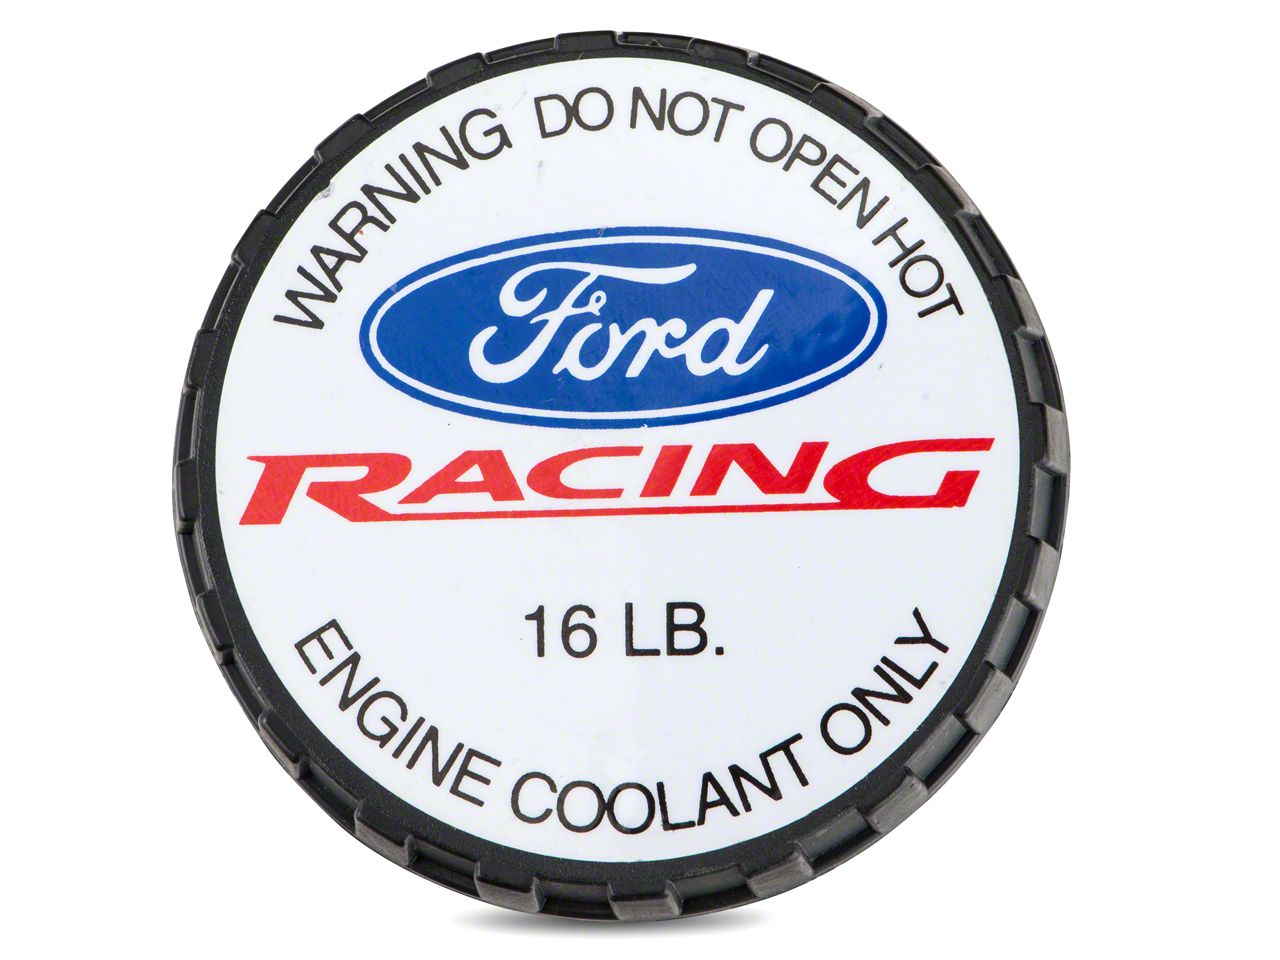 WARNING DO NOT OPEN HOT
Ford
RACING
16 LB.
ENGINE COOLANT ONLY